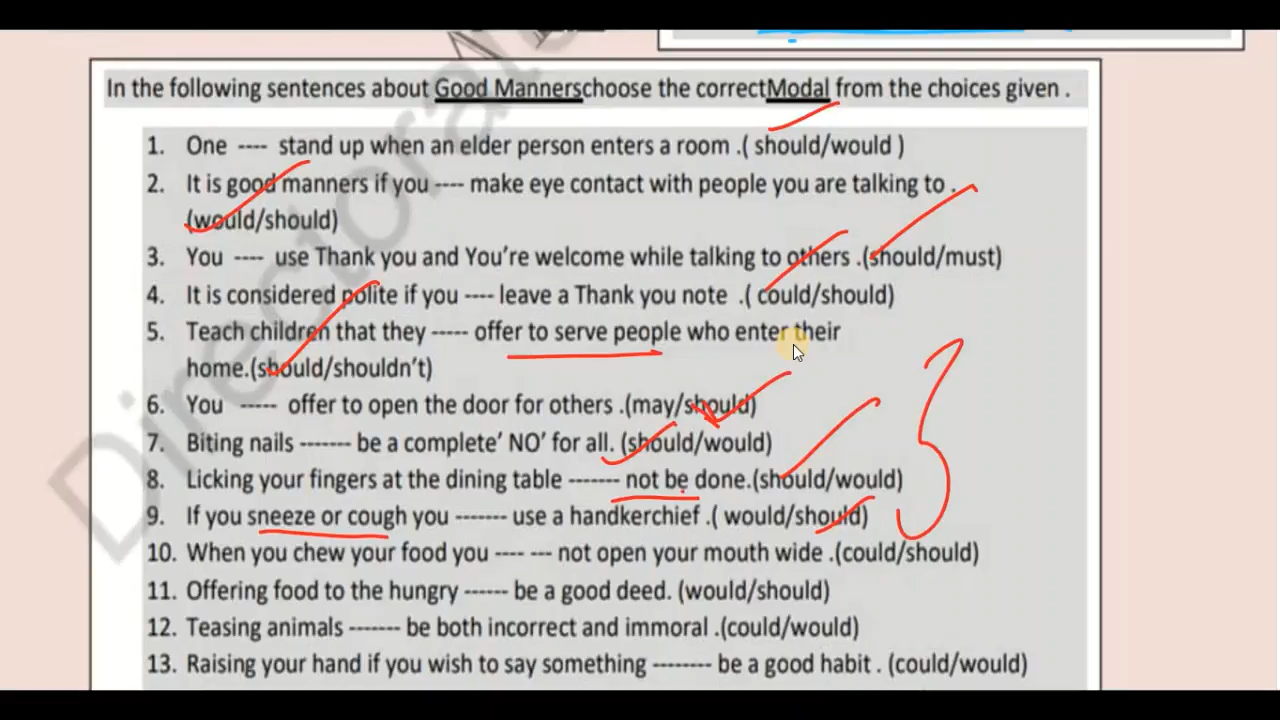 In the following sentences about Good Mannerschoose the correctModal from the choices given .
1. One ---- stand up when an elder person enters a room .( should/would )
2. It is good manners if you ---- make eye contact with people you are talking to .
(would/should)
3. You ---- use Thank you and You’re welcome while talking to others .(should/must)
4. It is considered polite if you ---- leave a Thank you note .( could/should)
5. Teach children that they ----- offer to serve people who enter their
home.(should/shouldn’t)
6. You ----- offer to open the door for others .(may/should)
7. Biting nails ------- be a complete’ NO’ for all. (should/would)
8. Licking your fingers at the dining table ------- not be done.(should/would)
9. If you sneeze or cough you ------- use a handkerchief .( would/should)
10. When you chew your food you ---- --- not open your mouth wide .(could/should)
11. Offering food to the hungry ------ be a good deed. (would/should)
12. Teasing animals ------- be both incorrect and immoral .(could/would)
13. Raising your hand if you wish to say something -------- be a good habit . (could/would)